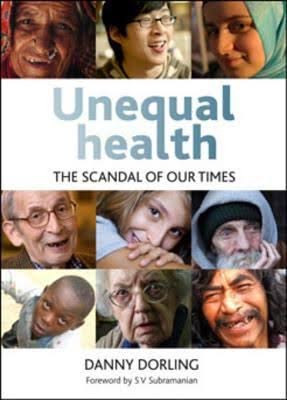 Unequal
health
THE SCANDAL OF OUR TIMES
DANNY DORLING
Foreword by S V Subramanian